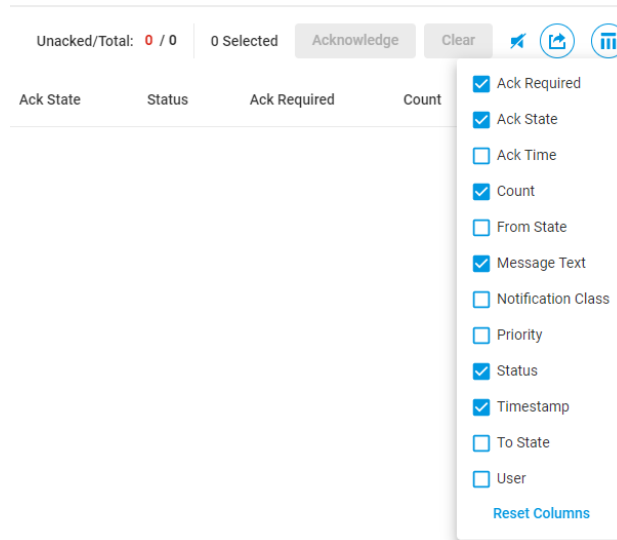 Unacked/Total: 0 / 0 0 Selected Acknowledge Clear
Ack State Status Ack Required Count
Ack Required
Ack State
Ack Time
Count
From State
Message Text
Notification Class
Priority
Status
Timestamp
To State
User
Reset Columns